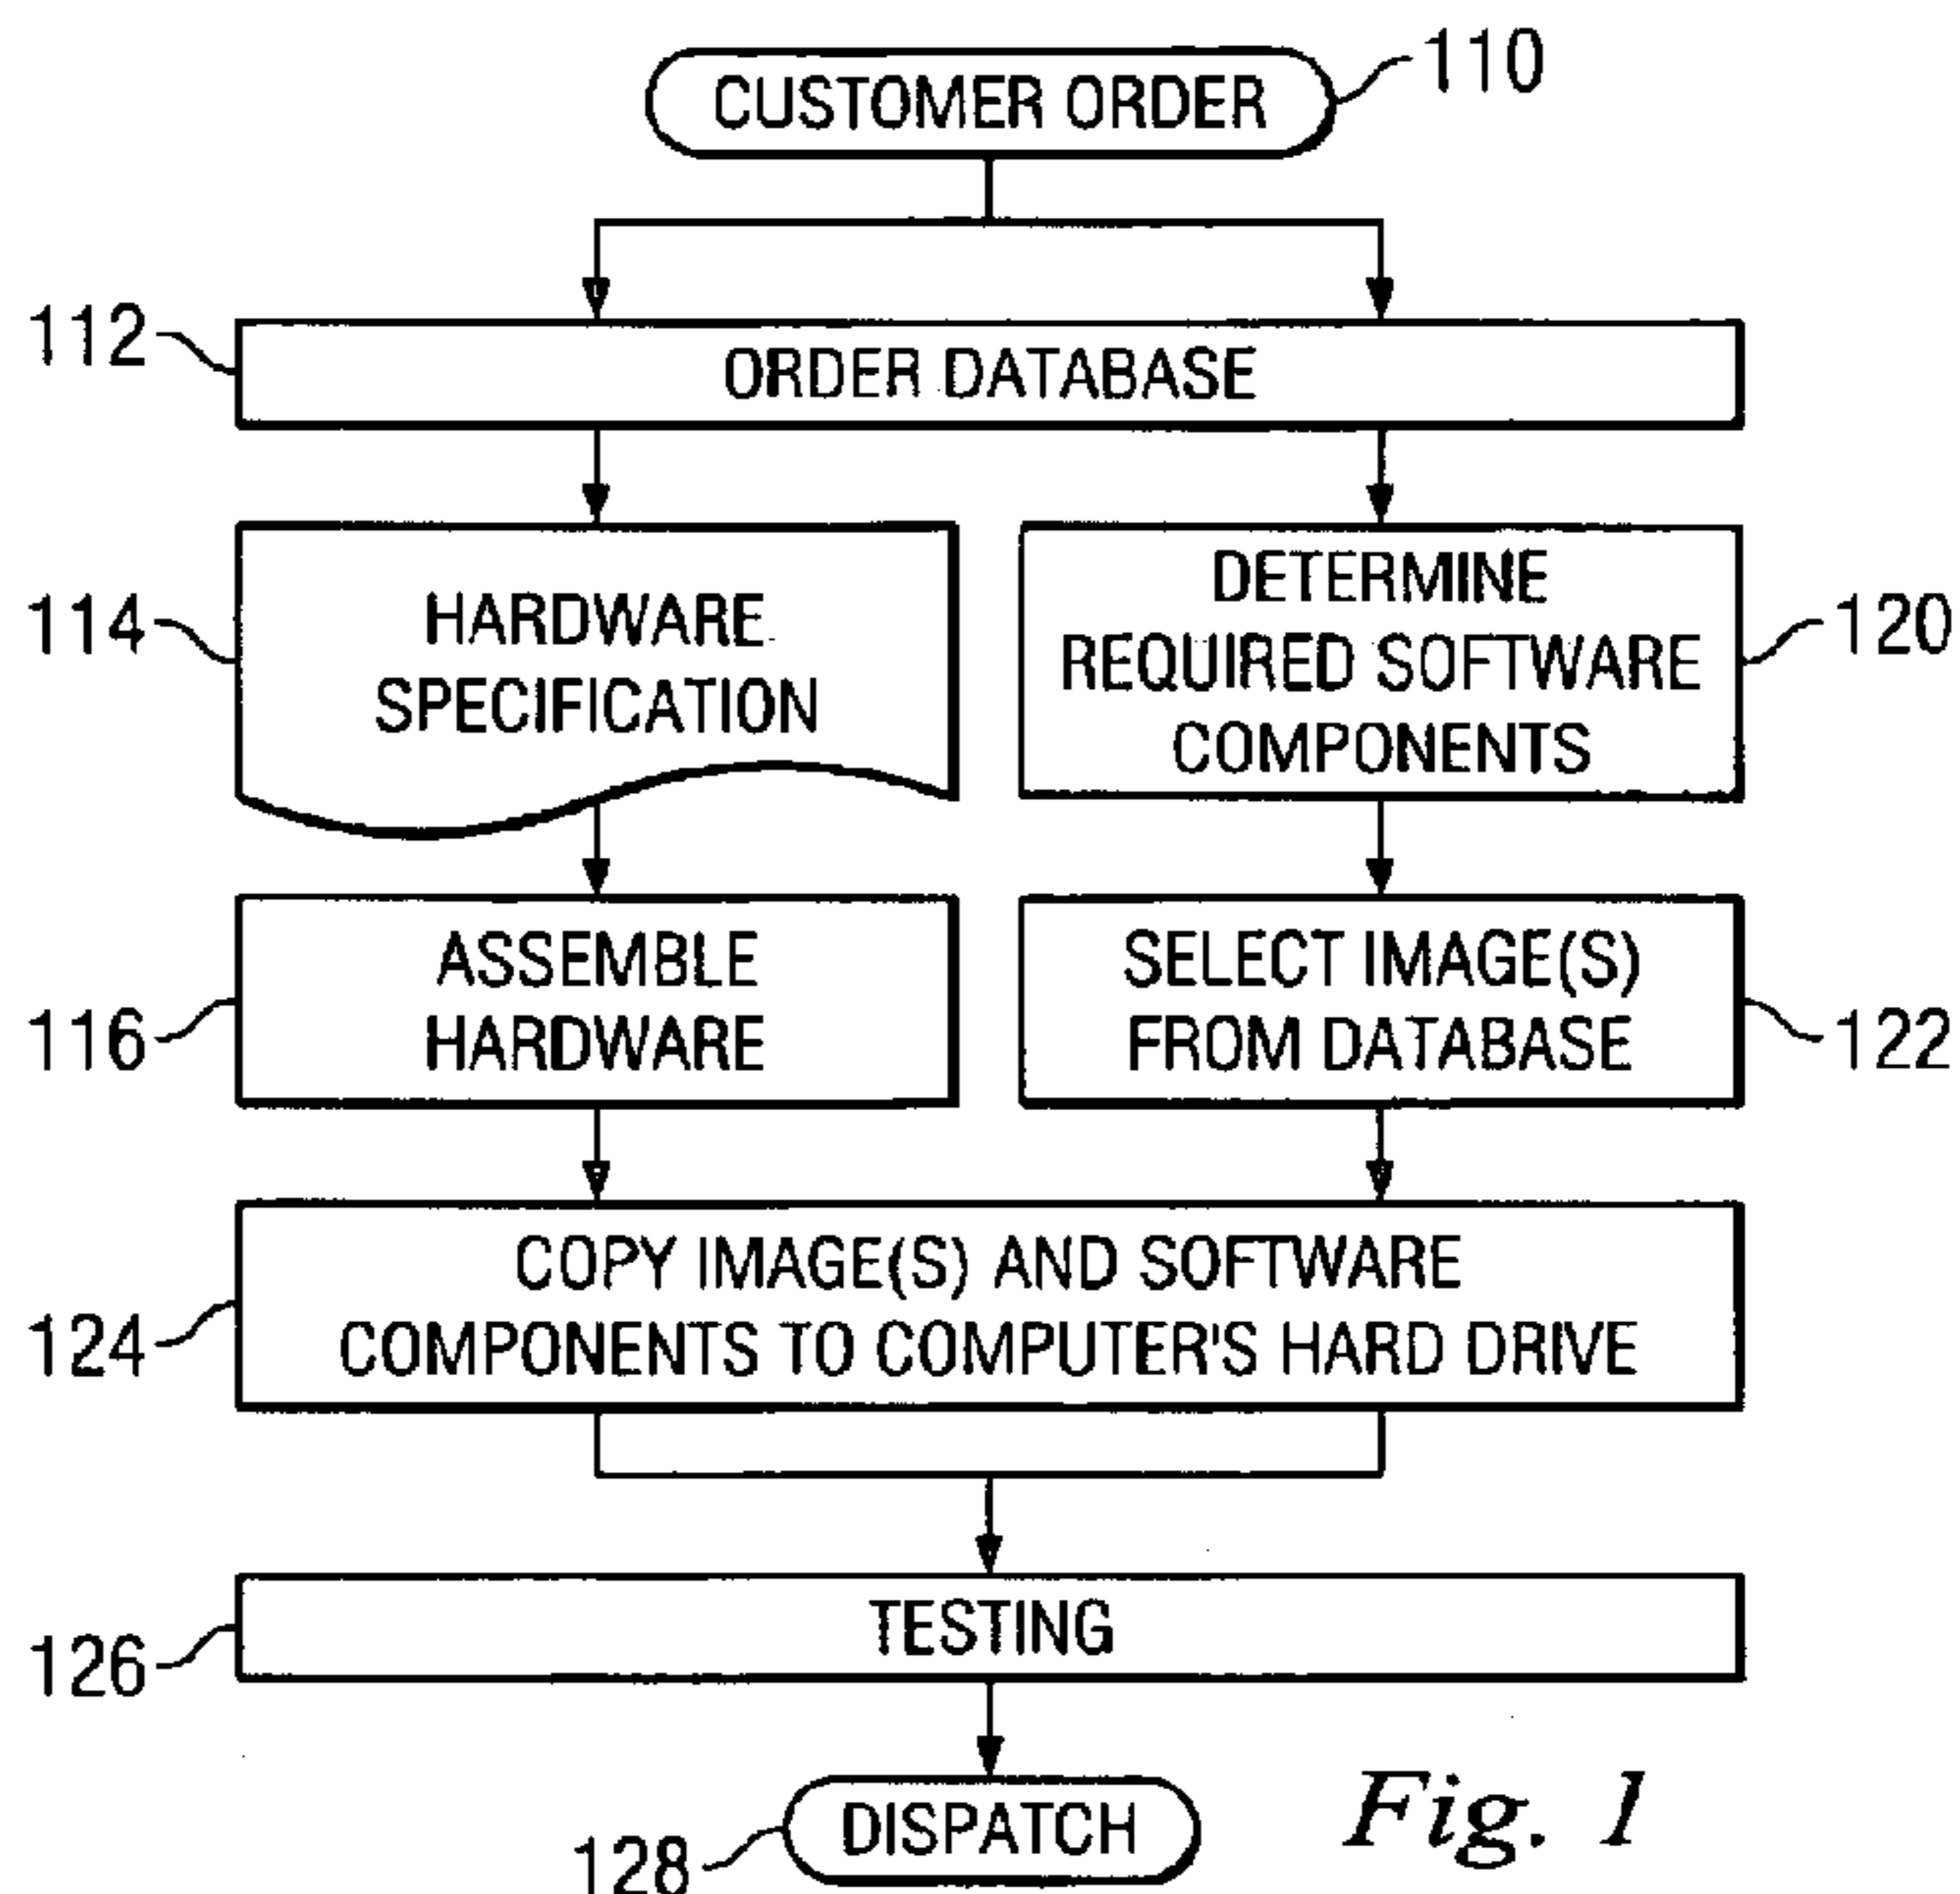 CUSTOMER ORDER
110
112
ORDER DATABASE
114
HARDWARE
SPECIFICATION
DETERMINE
REQUIRED SOFTWARE
COMPONENTS
120
116
ASSEMBLE
HARDWARE
SELECT IMAGE(S)
FROM DATABASE
122
124
COPY IMAGE(S) AND SOFTWARE
COMPONENTS TO COMPUTER'S HARD DRIVE
126
TESTING
128
DISPATCH
Fig. 1